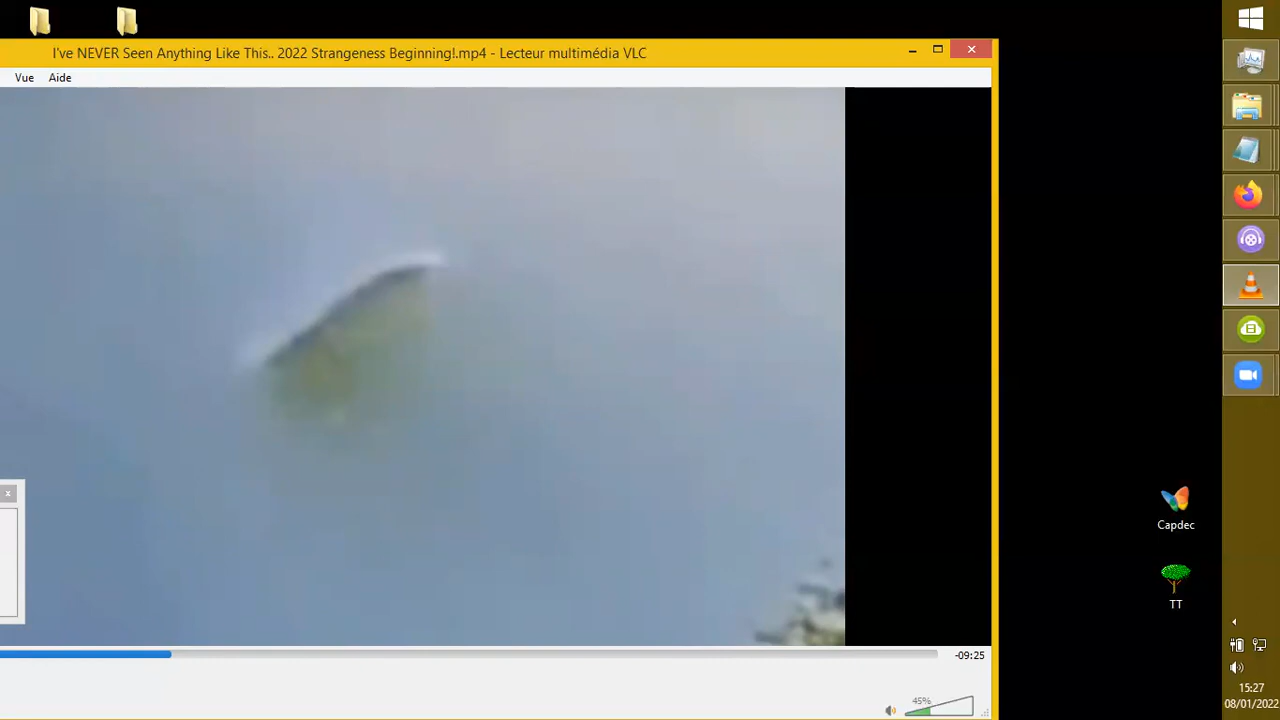 I've NEVER Seen Anything Like This.. 2022 Strangeness Beginning!.mp4 - Lecteur multimédia VLC
Vue Aide
Capdec
TT
-09:25
45%
15:27
08/01/2022